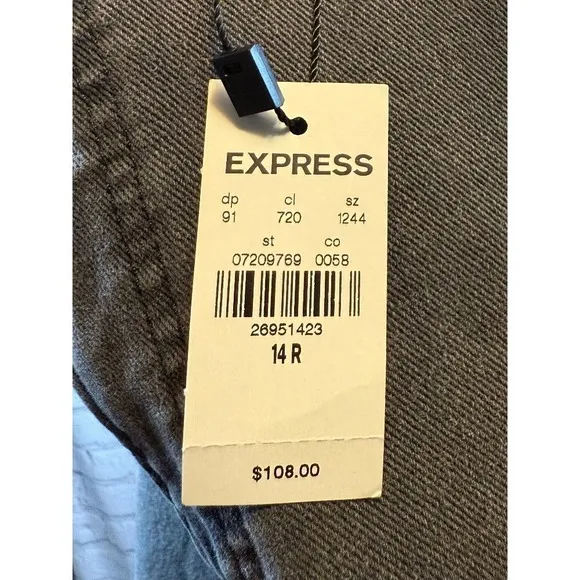 EXPRESS
dp cl sz
91 720 1244
st co
07209769 0058
26951423
14 R
$108.00